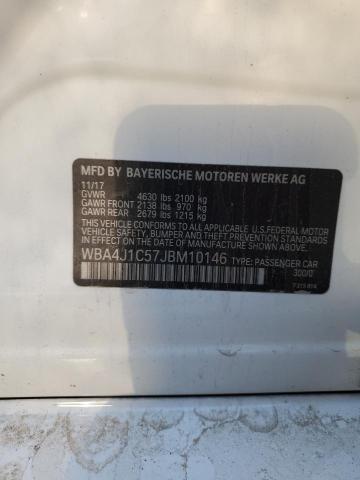 MFD BY BAYERISCHE MOTOREN WERKE AG
11/17
GVWR 4630 lbs 2100 kg
GAWR FRONT 2138 lbs 970 kg
GAWR REAR 2679 lbs 1215 kg
THIS VEHICLE CONFORMS TO ALL APPLICABLE U.S.FEDERAL MOTOR
VEHICLE SAFETY, BUMPER, AND THEFT PREVENTION STANDARDS IN
EFFECT ON THE DATE OF MANUFACTURE SHOWN ABOVE.
WBA4J1C57JBM10146 TYPE: PASSENGER CAR
300/0